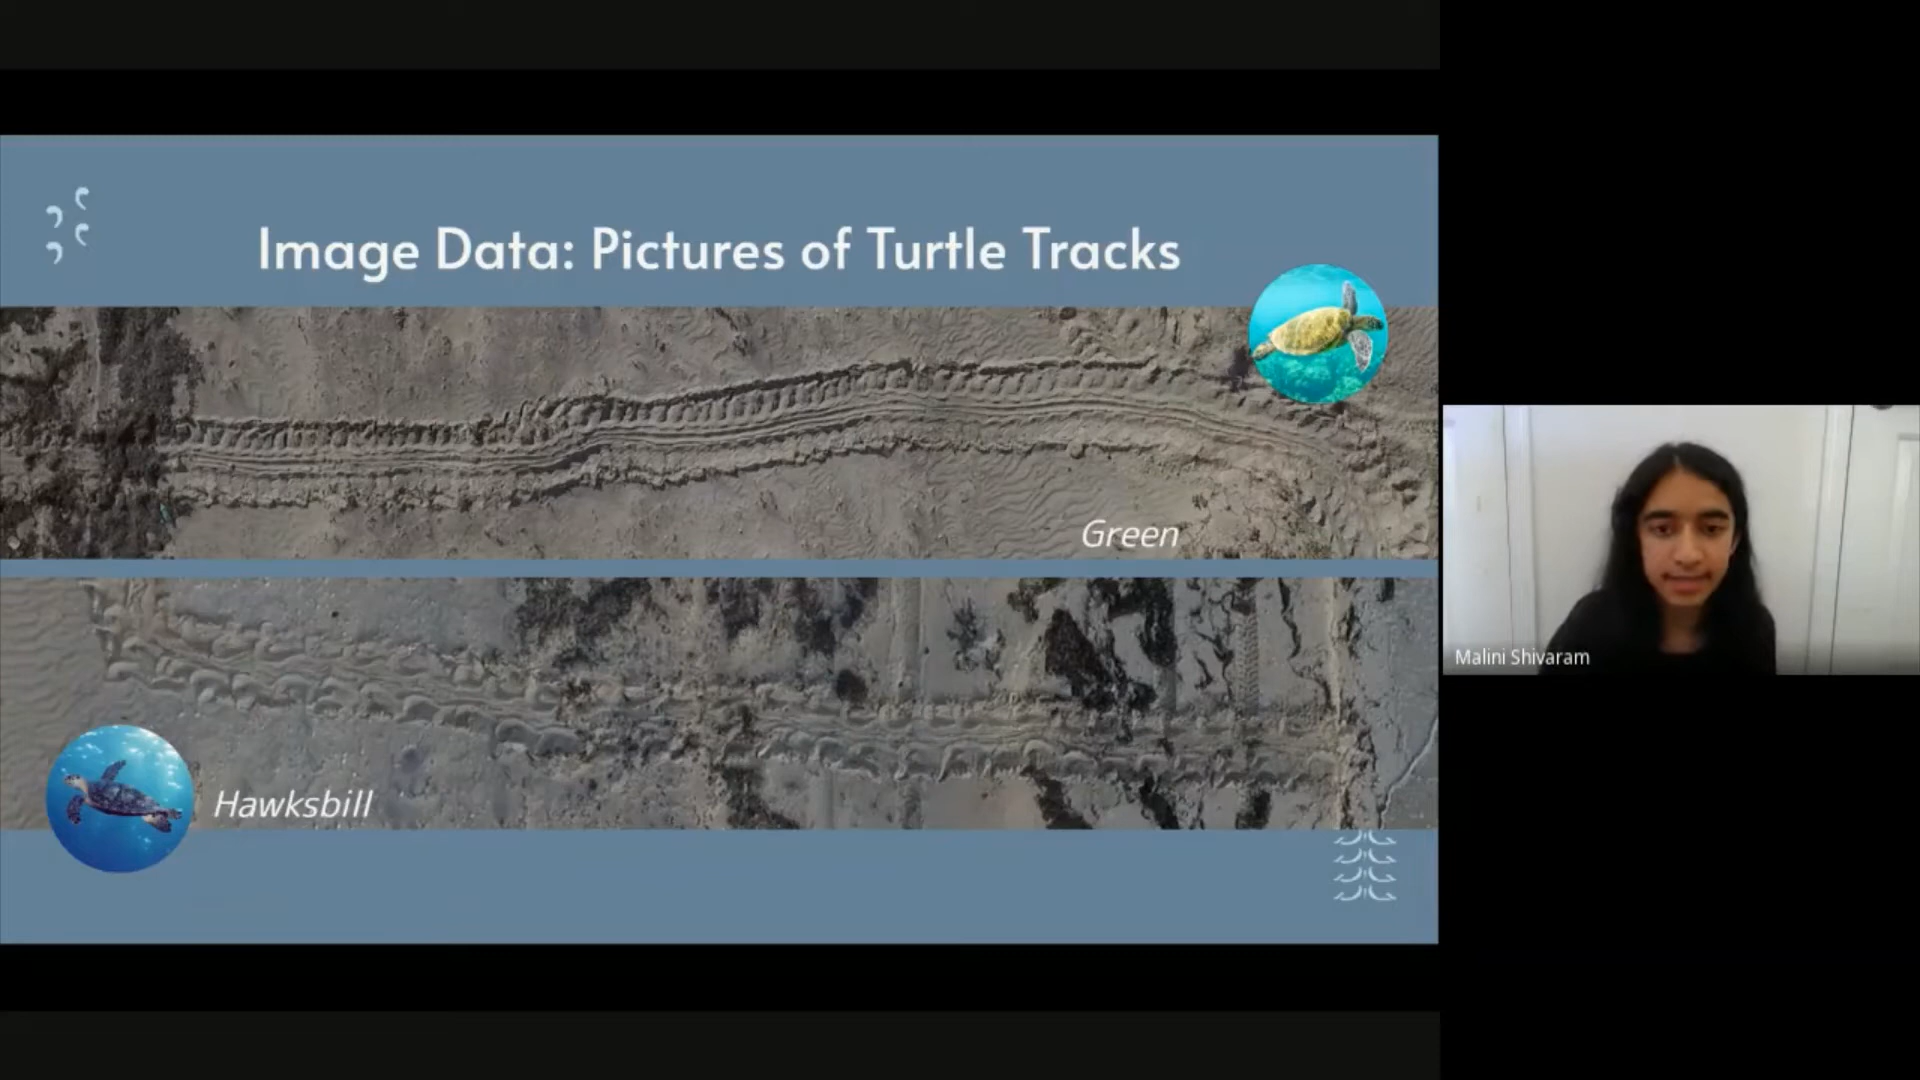 Image Data: Pictures of Turtle Tracks
Green
Hawksbill
Malini Shivaram